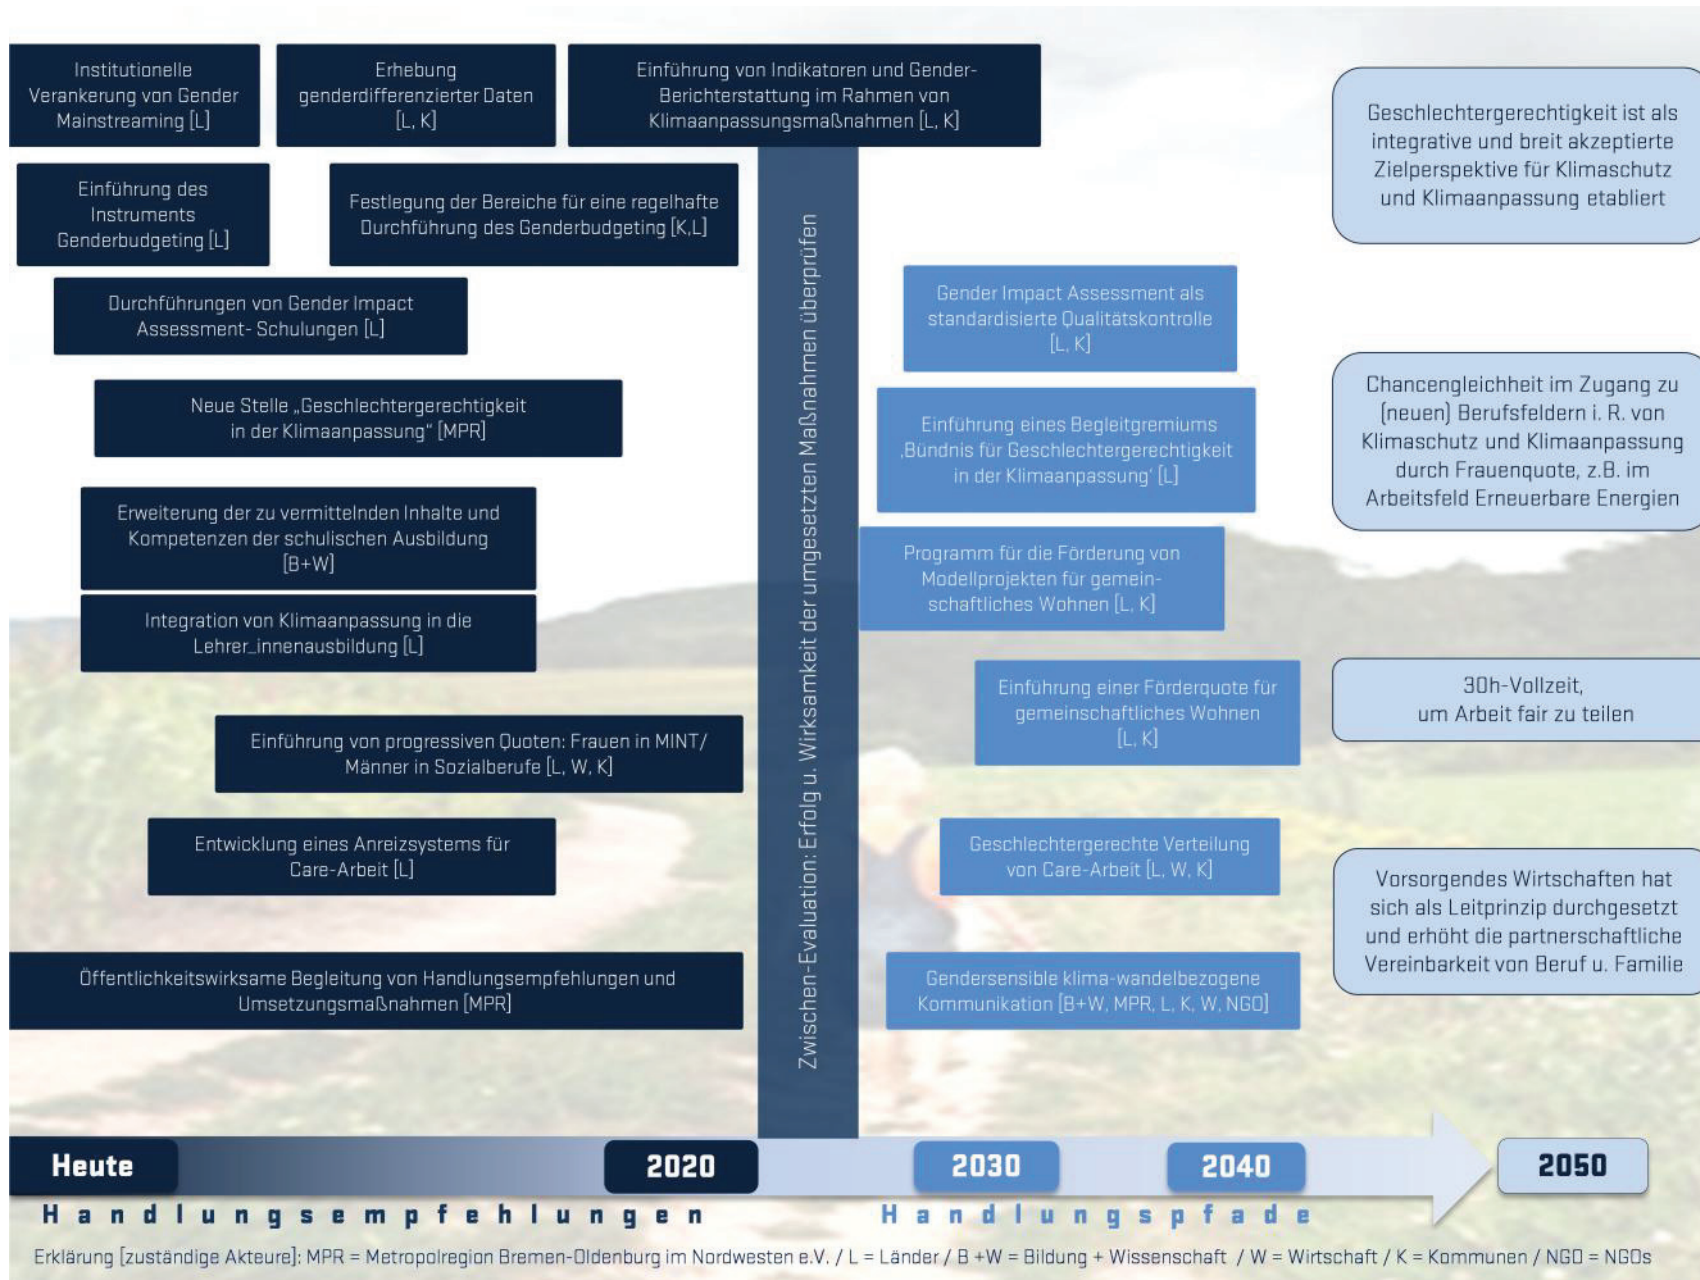 Institutionelle
Verankerung von Gender
Mainstreaming [L]
Erhebung
genderdifferenzierter Daten
[L, K]
Einführung von Indikatoren und Gender-
Berichterstattung im Rahmen von
Klimaanpassungsmaßnahmen [L, K]
Einführung des
Instruments
Genderbudgeting [L]
Festlegung der Bereiche für eine regelhafte
Durchführung des Genderbudgeting [K,L]
Durchführungen von Gender Impact
Assessment- Schulungen [L]
Neue Stelle „Geschlechtergerechtigkeit
in der Klimaanpassung“ [MPR]
Erweiterung der zu vermittelnden Inhalte und
Kompetenzen der schulischen Ausbildung
[B+W]
Integration von Klimaanpassung in die
Lehrer_innenausbildung [L]
Einführung von progressiven Quoten: Frauen in MINT/
Männer in Sozialberufe [L, W, K]
Entwicklung eines Anreizsystems für
Care-Arbeit [L]
Öffentlichkeitswirksame Begleitung von Handlungsempfehlungen und
Umsetzungsmaßnahmen [MPR]
Zwischen-Evaluation: Erfolg u. Wirksamkeit der umgesetzten Maßnahmen überprüfen
Gender Impact Assessment als
standardisierte Qualitätskontrolle
[L, K]
Einführung eines Begleitgremiums
‚Bündnis für Geschlechtergerechtigkeit
in der Klimaanpassung‘ [L]
Programm für die Förderung von
Modellprojekten für gemein-
schaftliches Wohnen [L, K]
Einführung einer Förderquote für
gemeinschaftliches Wohnen
[L, K]
Geschlechtergerechte Verteilung
von Care-Arbeit [L, W, K]
Gendersensible klima-wandelbezogene
Kommunikation [B+W, MPR, L, K, W, NGO]
Geschlechtergerechtigkeit ist als
integrative und breit akzeptierte
Zielperspektive für Klimaschutz
und Klimaanpassung etabliert
Chancengleichheit im Zugang zu
(neuen) Berufsfeldern i. R. von
Klimaschutz und Klimaanpassung
durch Frauenquote, z.B. im
Arbeitsfeld Erneuerbare Energien
30h-Vollzeit,
um Arbeit fair zu teilen
Vorsorgendes Wirtschaften hat
sich als Leitprinzip durchgesetzt
und erhöht die partnerschaftliche
Vereinbarkeit von Beruf u. Familie
Heute 2020 2030 2040 2050
Handlungsempfehlungen Handlungspfade
Erklärung [zuständige Akteure]: MPR = Metropolregion Bremen-Oldenburg im Nordwesten e.V. / L = Länder / B +W = Bildung + Wissenschaft / W = Wirtschaft / K = Kommunen / NGO = NGOs